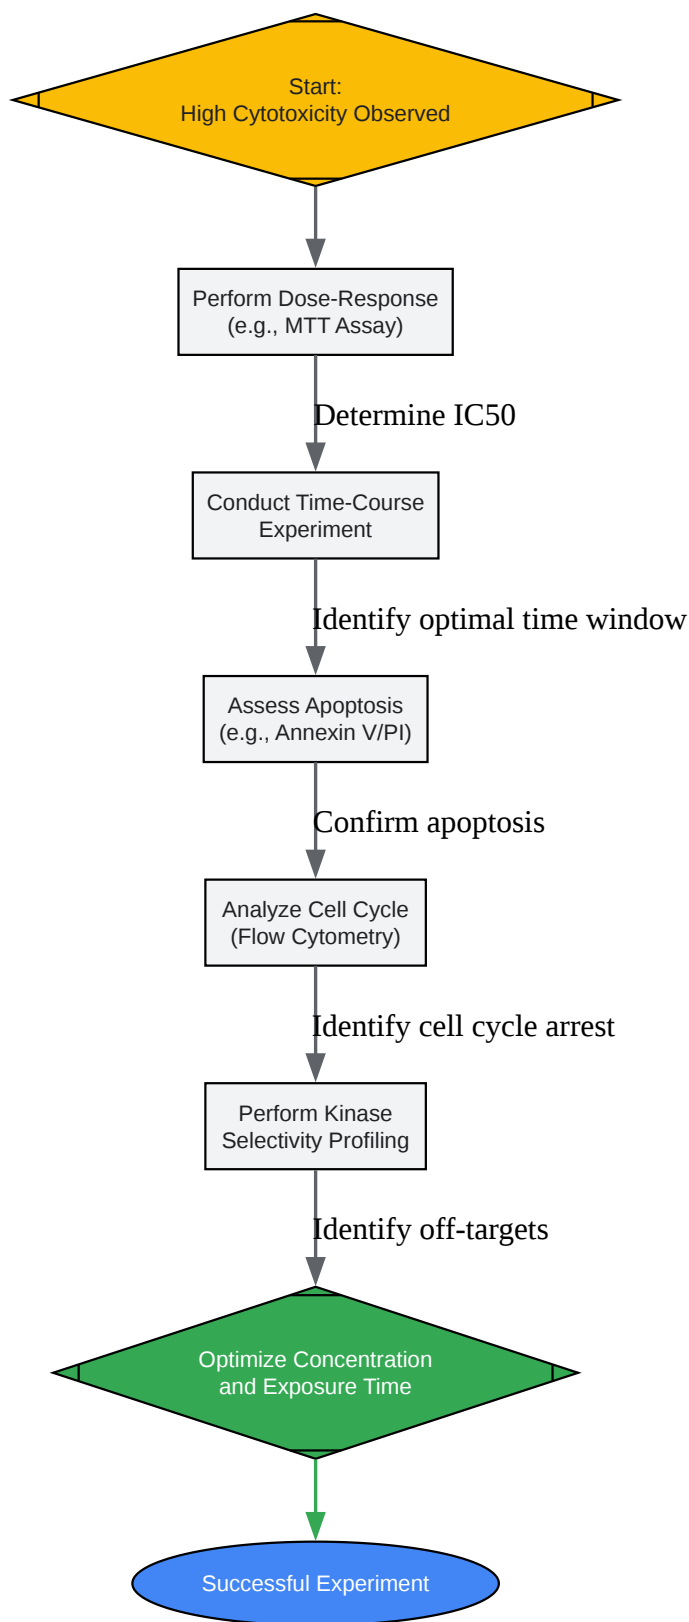 Start:
High Cytotoxicity Observed
Perform Dose-Response
(e.g., MTT Assay)
Determine IC50
Conduct Time-Course
Experiment
Identify optimal time window
Assess Apoptosis
(e.g., Annexin V/PI)
Confirm apoptosis
Analyze Cell Cycle
(Flow Cytometry)
Identify cell cycle arrest
Perform Kinase
Selectivity Profiling
Identify off-targets
Optimize Concentration
and Exposure Time
Successful Experiment